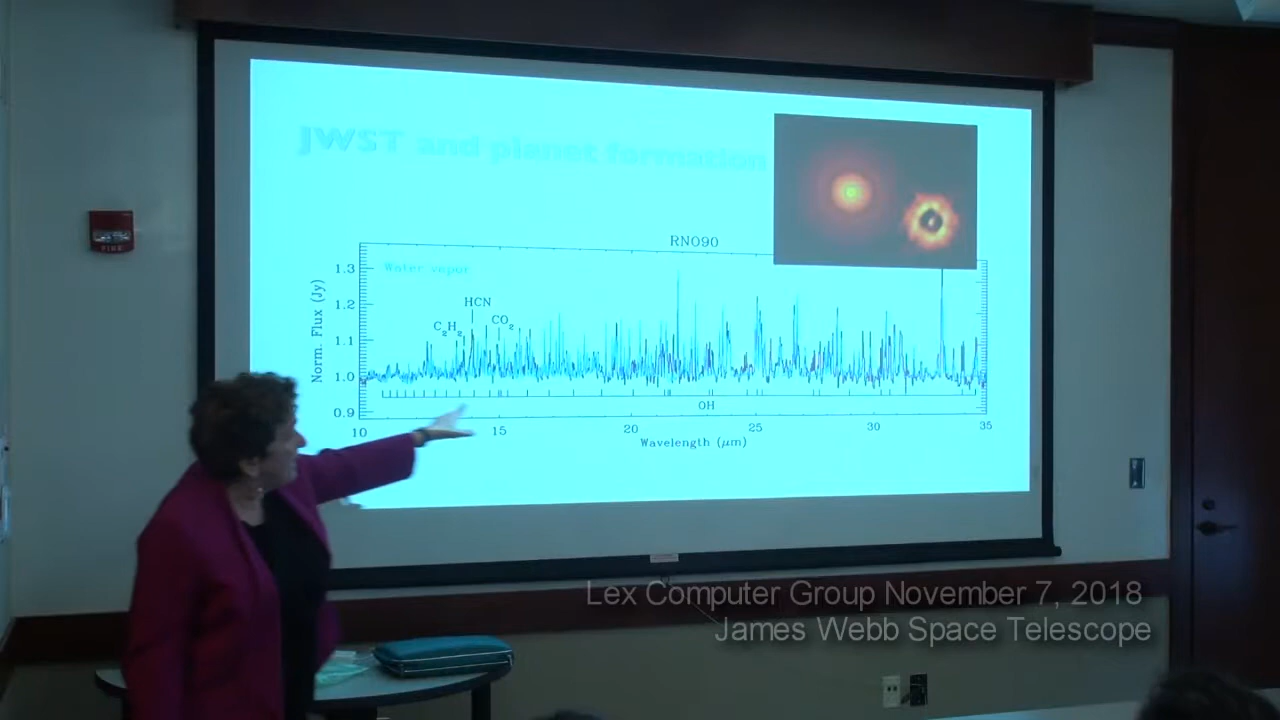 JWST and planet formation
RNO90
Water vapor
HCN
C2H2
CO2
OH
Norm. Flux (Jy)
1.3
1.2
1.1
1.0
0.9
10
15
20
25
30
35
Wavelength (μm)
FIRE
Lex Computer Group November 7, 2018
James Webb Space Telescope